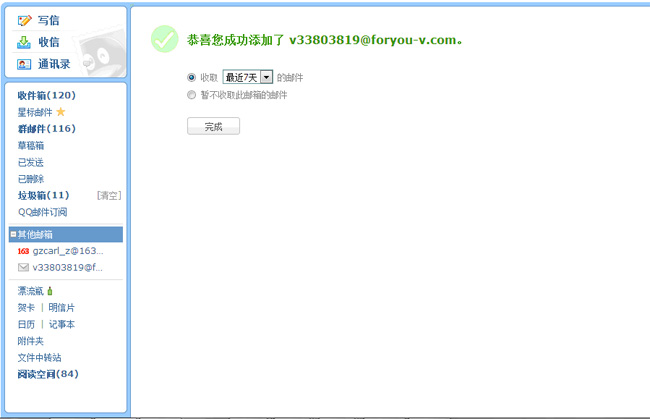 写信
收信
通讯录
收件箱(120)
星标邮件
群邮件(116)
草稿箱
已发送
已删除
垃圾箱(11) [清空]
QQ邮件订阅
其他邮箱
163 gzcarl_z@163...
v33803819@f...
漂流瓶
贺卡 | 明信片
日历 | 记事本
附件夹
文件中转站
阅读空间(84)
恭喜您成功添加了 v33803819@foryou-v.com。
收取 最近7天 的邮件
暂不收取此邮箱的邮件
完成